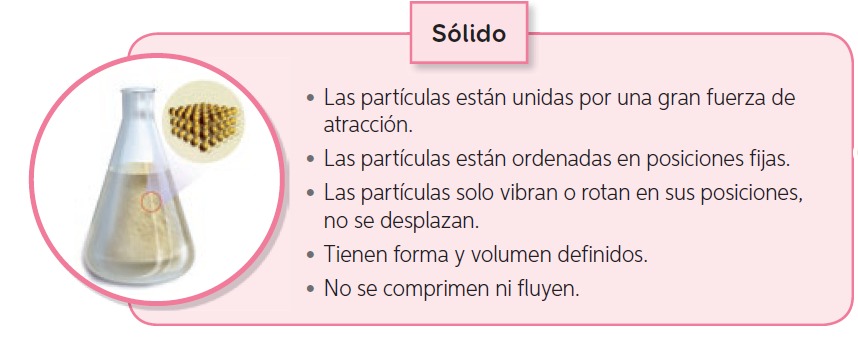 Sólido
• Las partículas están unidas por una gran fuerza de
atracción.
• Las partículas están ordenadas en posiciones fijas.
• Las partículas solo vibran o rotan en sus posiciones,
no se desplazan.
• Tienen forma y volumen definidos.
• No se comprimen ni fluyen.